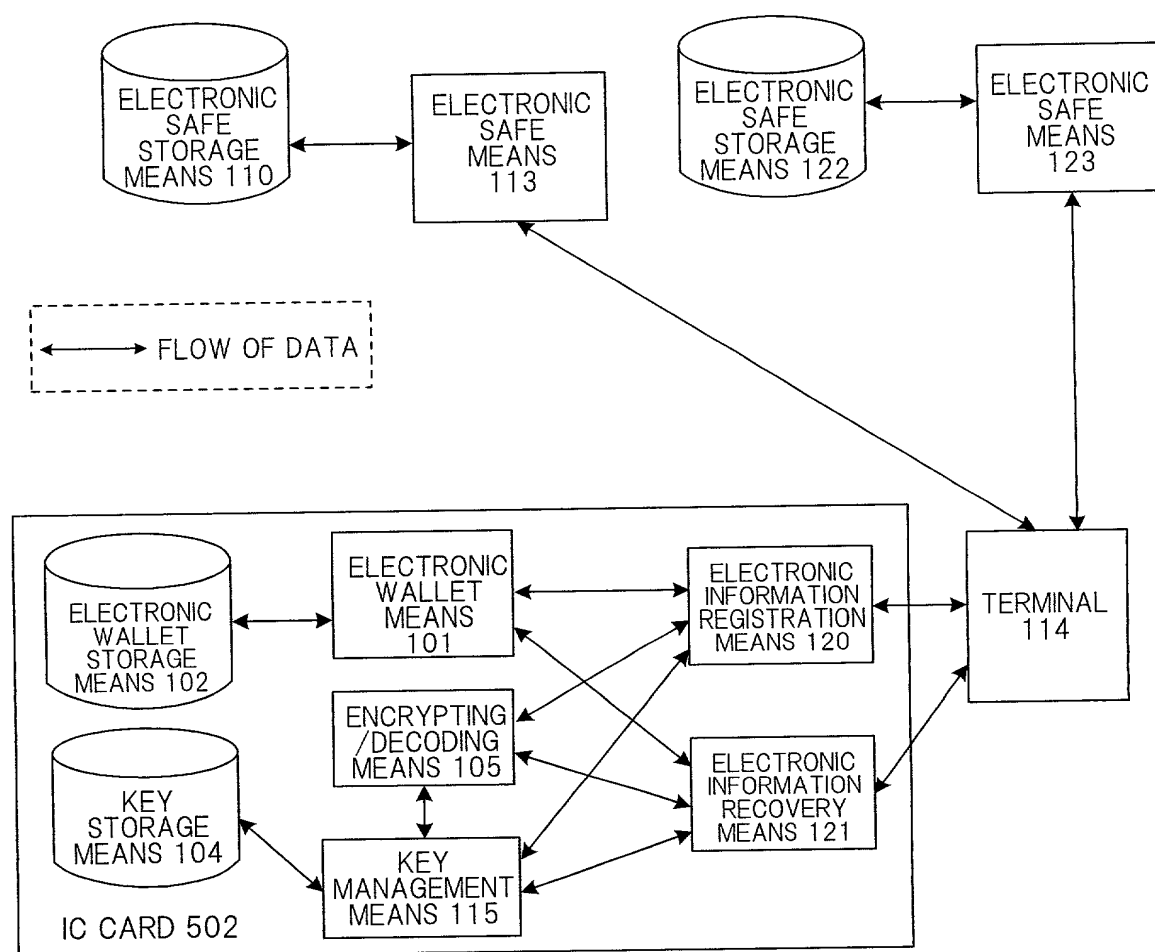 ELECTRONIC
SAFE
STORAGE
MEANS 110
ELECTRONIC
SAFE
MEANS
113
ELECTRONIC
SAFE
STORAGE
MEANS 122
ELECTRONIC
SAFE
MEANS
123
FLOW OF DATA
ELECTRONIC
WALLET
STORAGE
MEANS 102
ELECTRONIC
WALLET
MEANS
101
ELECTRONIC
INFORMATION
REGISTRATION
MEANS 120
TERMINAL
114
ENCRYPTING
/DECODING
MEANS 105
KEY
STORAGE
MEANS 104
ELECTRONIC
INFORMATION
RECOVERY
MEANS 121
KEY
MANAGEMENT
MEANS 115
IC CARD 502